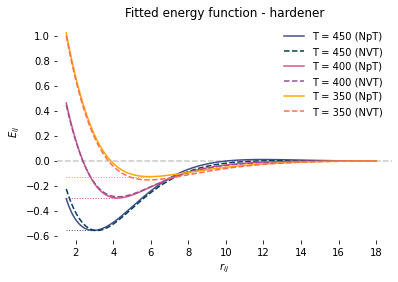 Fitted energy function - hardener
T = 450 (NpT)
T = 450 (NVT)
T = 400 (NpT)
T = 400 (NVT)
T = 350 (NpT)
T = 350 (NVT)
1.0
0.8
0.6
0.4
0.2
0.0
−0.2
−0.4
−0.6
E_ij
2 4 6 8 10 12 14 16 18
r_ij